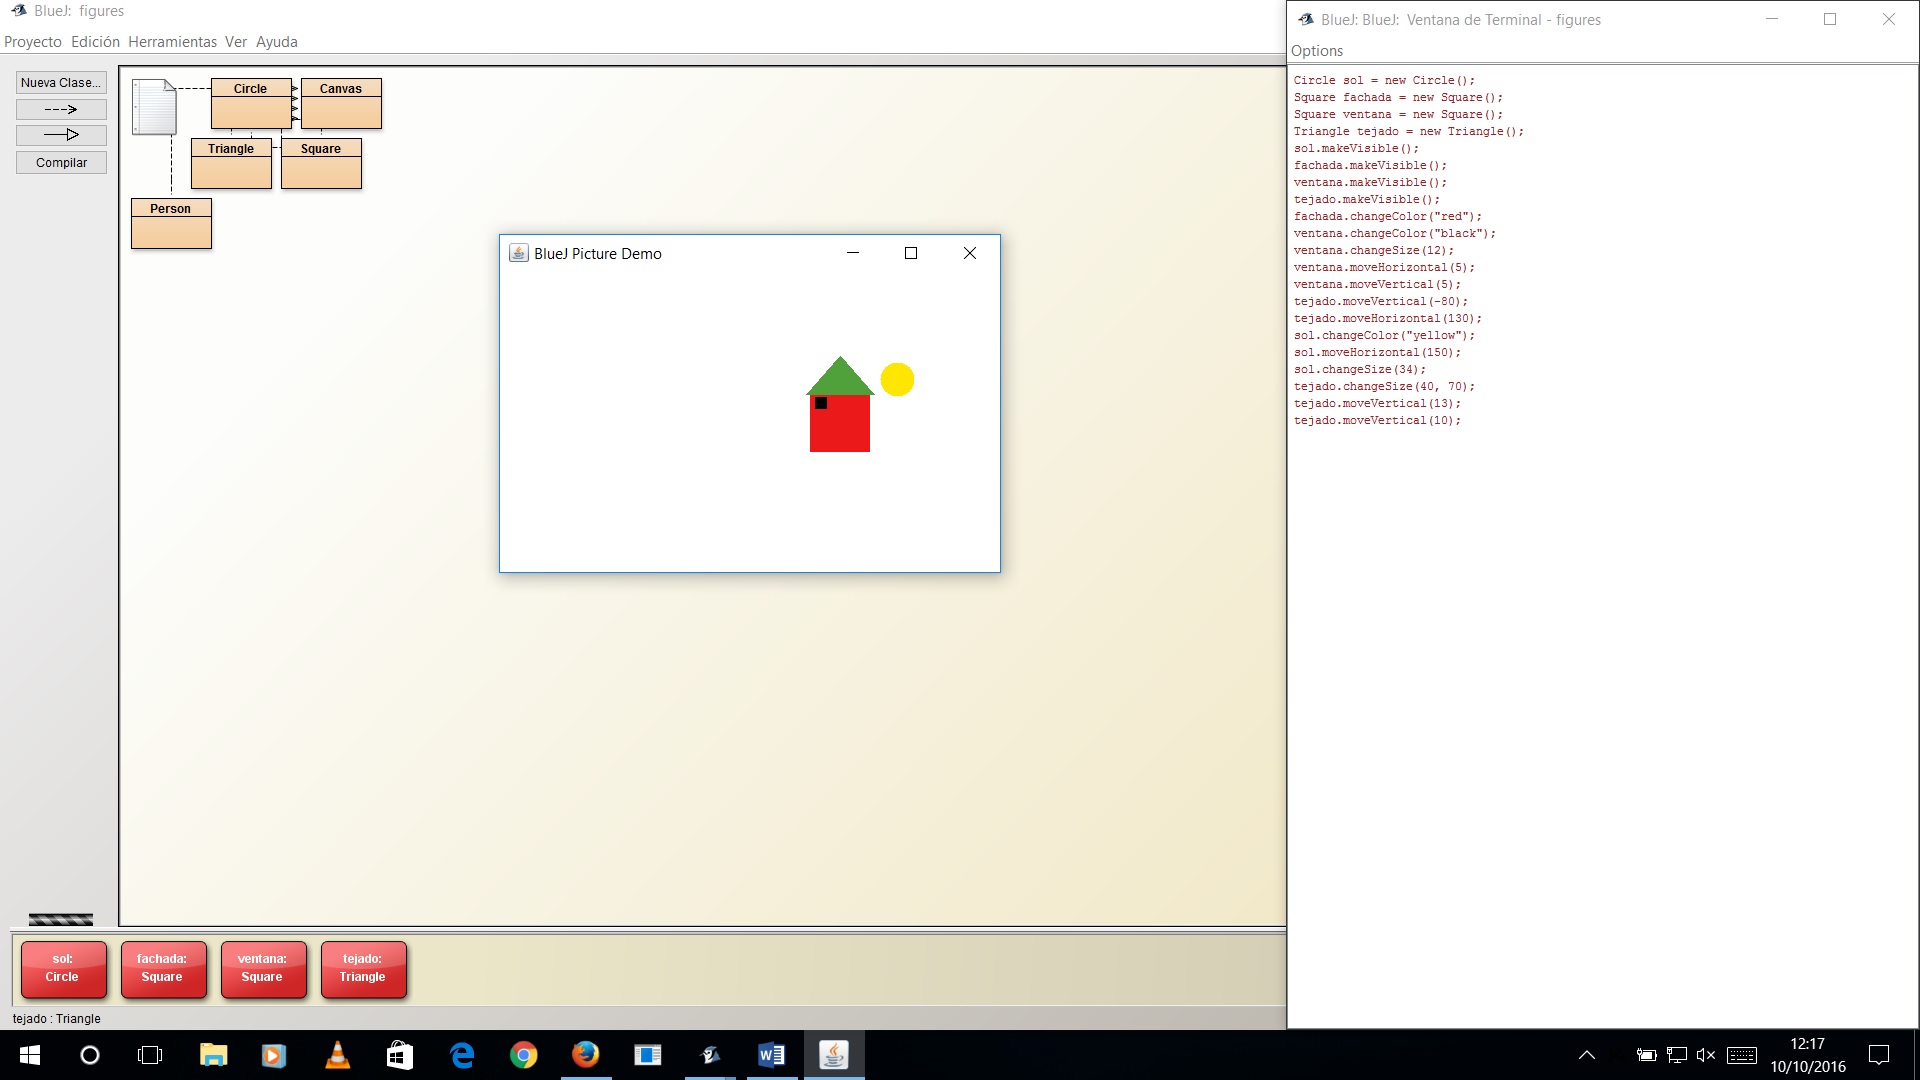 BlueJ:  figures
Proyecto Edición Herramientas Ver Ayuda
Nueva Clase...
Compilar
Circle
Canvas
Triangle
Square
Person
BlueJ Picture Demo
sol:
Circle
fachada:
Square
ventana:
Square
tejado:
Triangle
tejado : Triangle
BlueJ: BlueJ:  Ventana de Terminal - figures
Options
Circle sol = new Circle();
Square fachada = new Square();
Square ventana = new Square();
Triangle tejado = new Triangle();
sol.makeVisible();
fachada.makeVisible();
ventana.makeVisible();
tejado.makeVisible();
fachada.changeColor("red");
ventana.changeColor("black");
ventana.changeSize(12);
ventana.moveHorizontal(5);
ventana.moveVertical(5);
tejado.moveVertical(-80);
tejado.moveHorizontal(130);
sol.changeColor("yellow");
sol.moveHorizontal(150);
sol.changeSize(34);
tejado.changeSize(40, 70);
tejado.moveVertical(13);
tejado.moveVertical(10);
12:17
10/10/2016